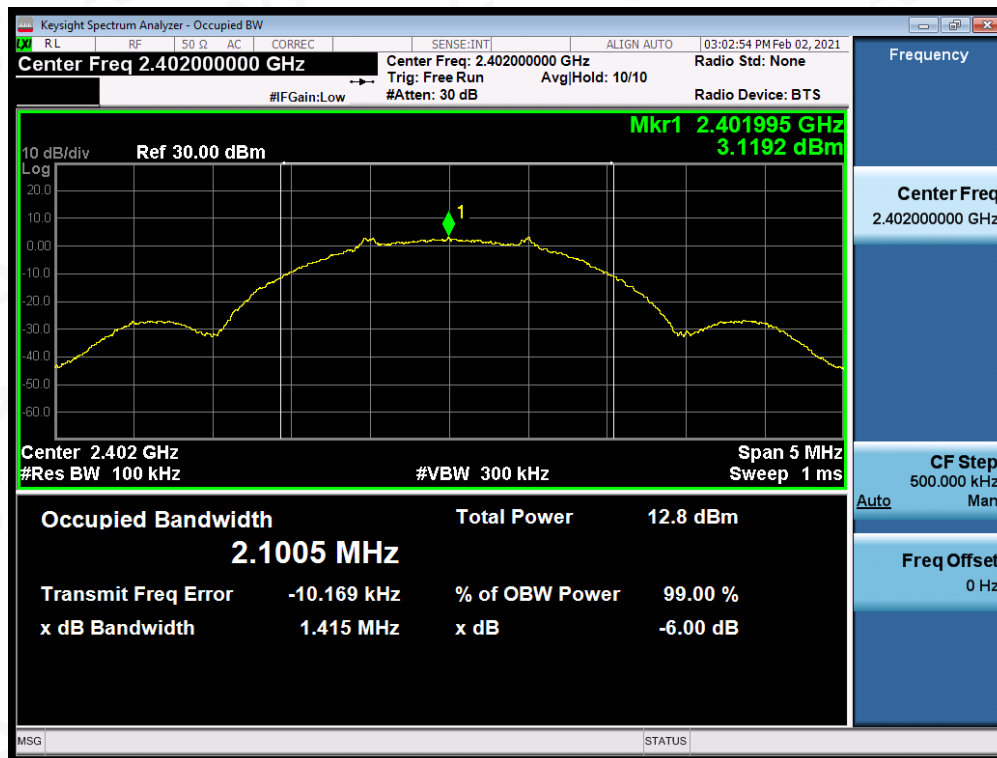 Keysight Spectrum Analyzer - Occupied BW
LXI RL RF 50 Ω AC CORREC SENSE:INT ALIGN AUTO 03:02:54 PM Feb 02, 2021
Center Freq 2.402000000 GHz
Center Freq: 2.402000000 GHz Radio Std: None
Trig: Free Run Avg|Hold: 10/10
#IFGain:Low #Atten: 30 dB Radio Device: BTS
Mkr1 2.401995 GHz
3.1192 dBm
10 dB/div Ref 30.00 dBm
Log
20.0
1
10.0
0.00
-10.0
-20.0
-30.0
-40.0
-50.0
-60.0
Center 2.402 GHz Span 5 MHz
#Res BW 100 kHz #VBW 300 kHz Sweep 1 ms
Occupied Bandwidth Total Power 12.8 dBm
2.1005 MHz
Transmit Freq Error -10.169 kHz % of OBW Power 99.00 %
x dB Bandwidth 1.415 MHz x dB -6.00 dB
MSG STATUS
Frequency
Center Freq
2.402000000 GHz
CF Step
500.000 kHz
Auto Man
Freq Offset
0 Hz